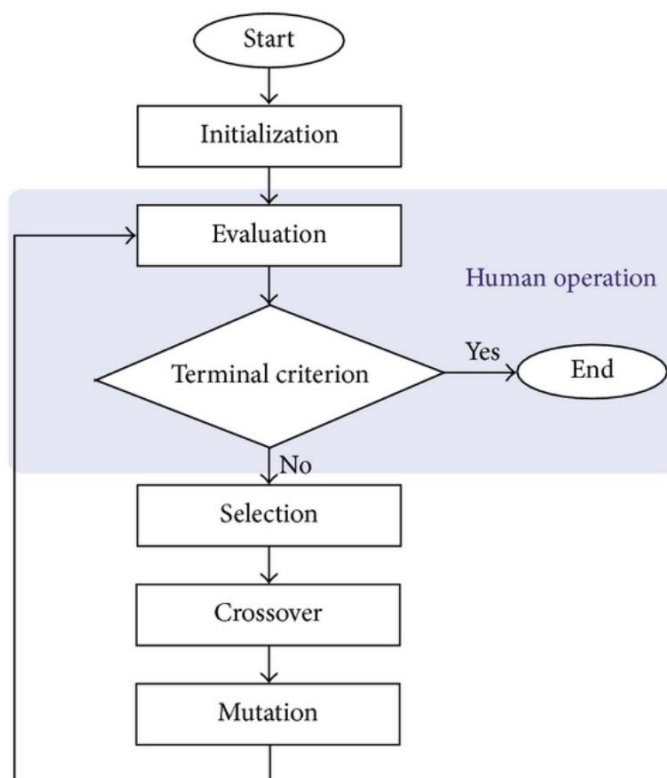 Start
Initialization
Evaluation
Human operation
Terminal criterion
Yes
End
No
Selection
Crossover
Mutation